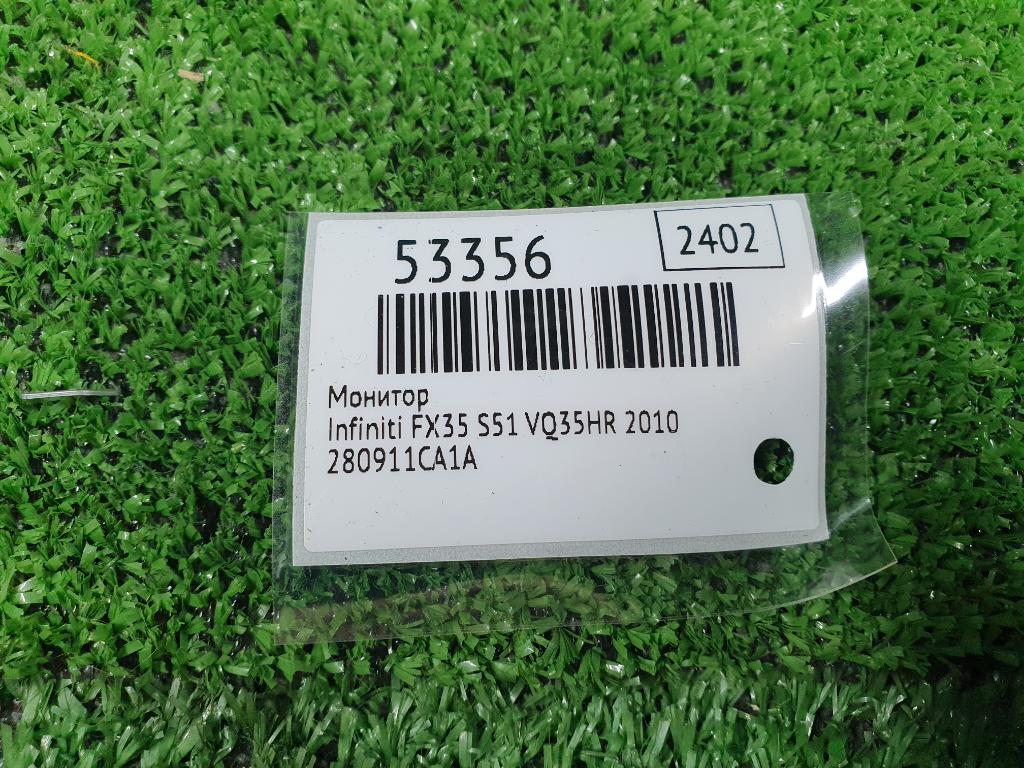 53356
2402
Монитор
Infiniti FX35 S51 VQ35HR 2010
280911CA1A